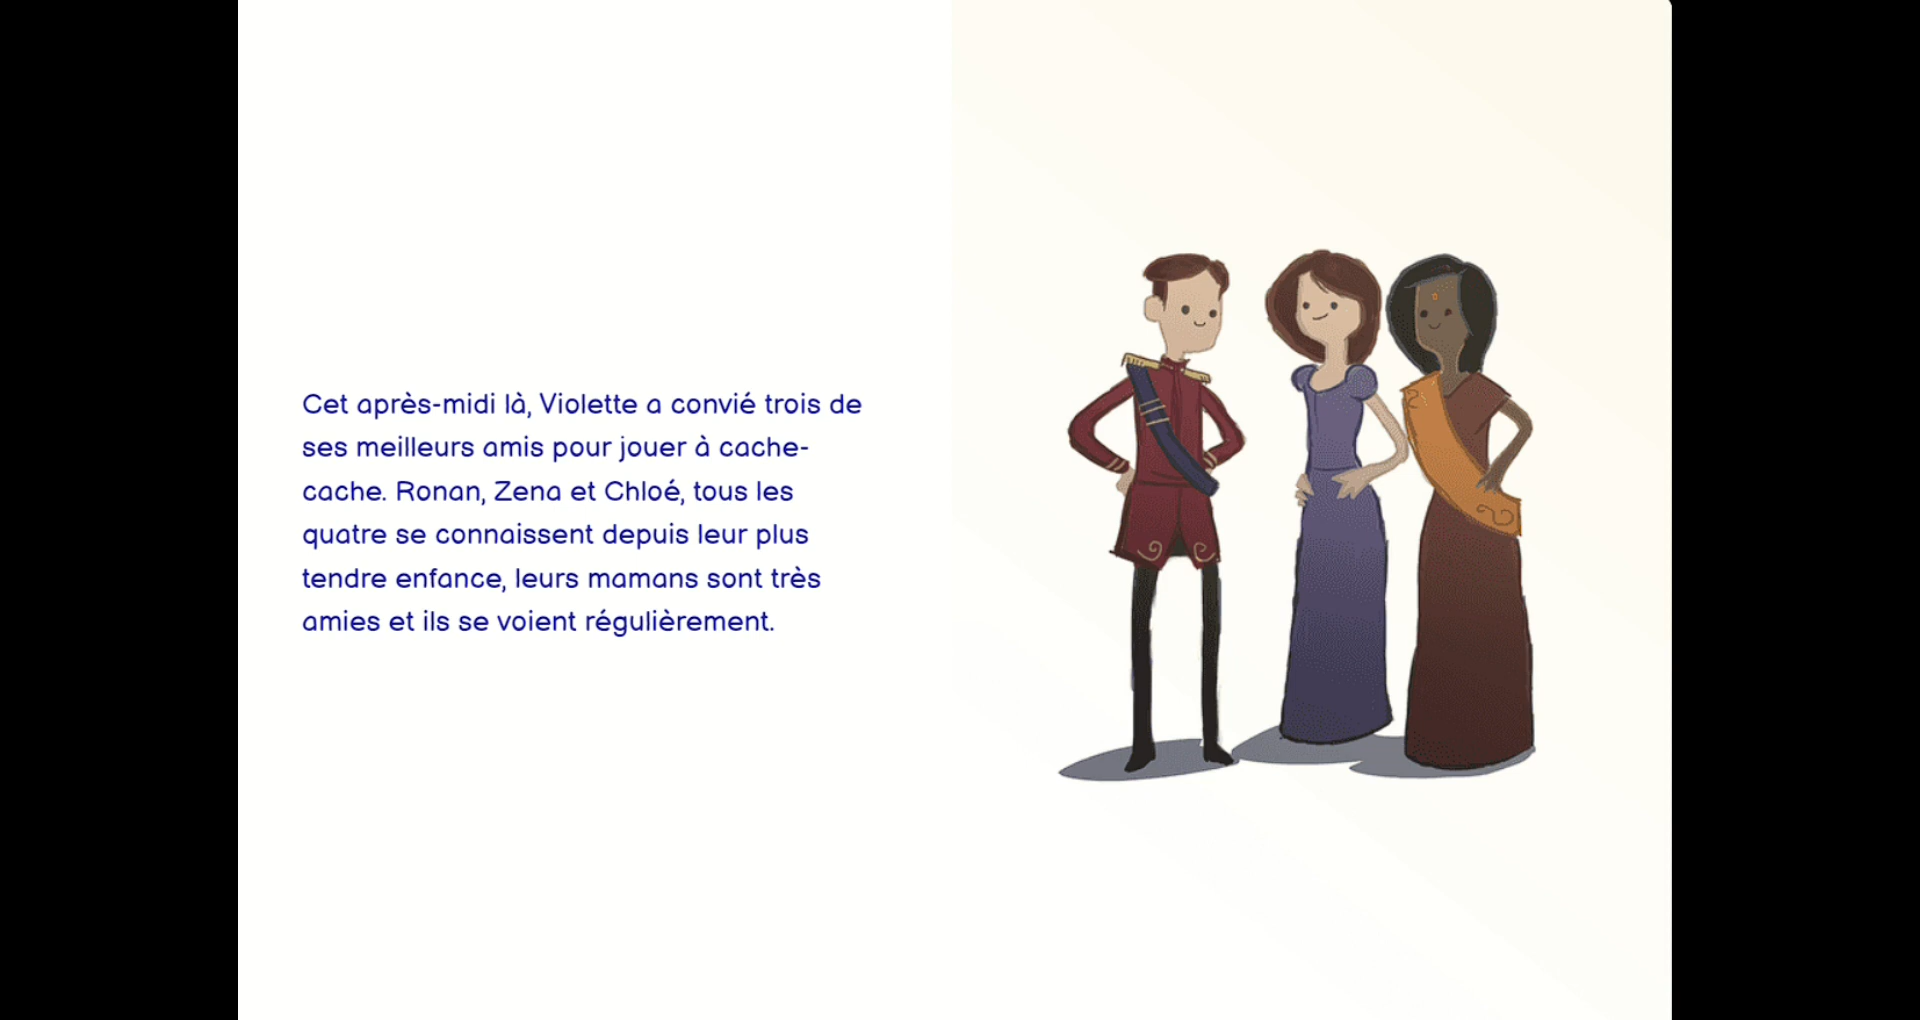 Cet après-midi là, Violette a convié trois de
ses meilleurs amis pour jouer à cache-
cache. Ronan, Zena et Chloé, tous les
quatre se connaissent depuis leur plus
tendre enfance, leurs mamans sont très
amies et ils se voient régulièrement.